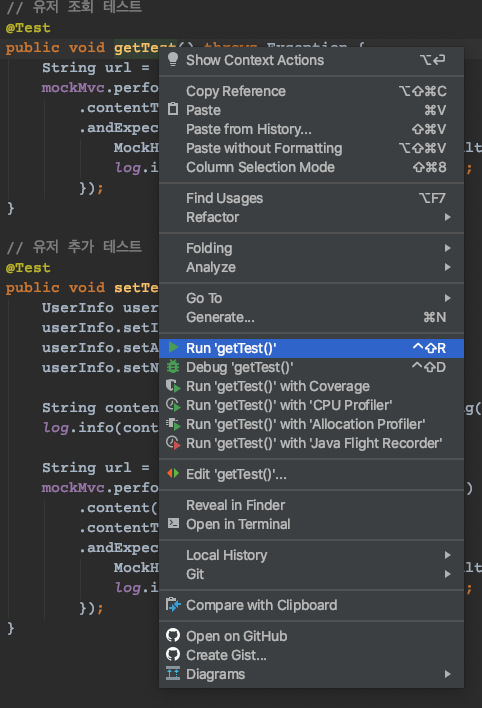 // 유저 조회 테스트
@Test
public void getTest() throws Exception {
String url =
mockMvc.perfo
.contentT
.andExpec
MockH
log.i
});
}
// 유저 추가 테스트
@Test
public void setTe
UserInfo user
userInfo.setI
userInfo.setA
userInfo.setN
String conten
log.info(cont
String url =
mockMvc.perfo
.content(
.contentT
.andExpec
MockH
log.i
});
}
Show Context Actions ⌥↩
Copy Reference ⌥⇧⌘C
Paste ⌘V
Paste from History... ⇧⌘V
Paste without Formatting ⌥⇧⌘V
Column Selection Mode ⇧⌘8
Find Usages ⌥F7
Refactor
Folding
Analyze
Go To
Generate... ⌘N
Run 'getTest()' ^⇧R
Debug 'getTest()' ^⇧D
Run 'getTest()' with Coverage
Run 'getTest()' with 'CPU Profiler'
Run 'getTest()' with 'Allocation Profiler'
Run 'getTest()' with 'Java Flight Recorder'
Edit 'getTest()'...
Reveal in Finder
Open in Terminal
Local History
Git
Compare with Clipboard
Open on GitHub
Create Gist...
Diagrams